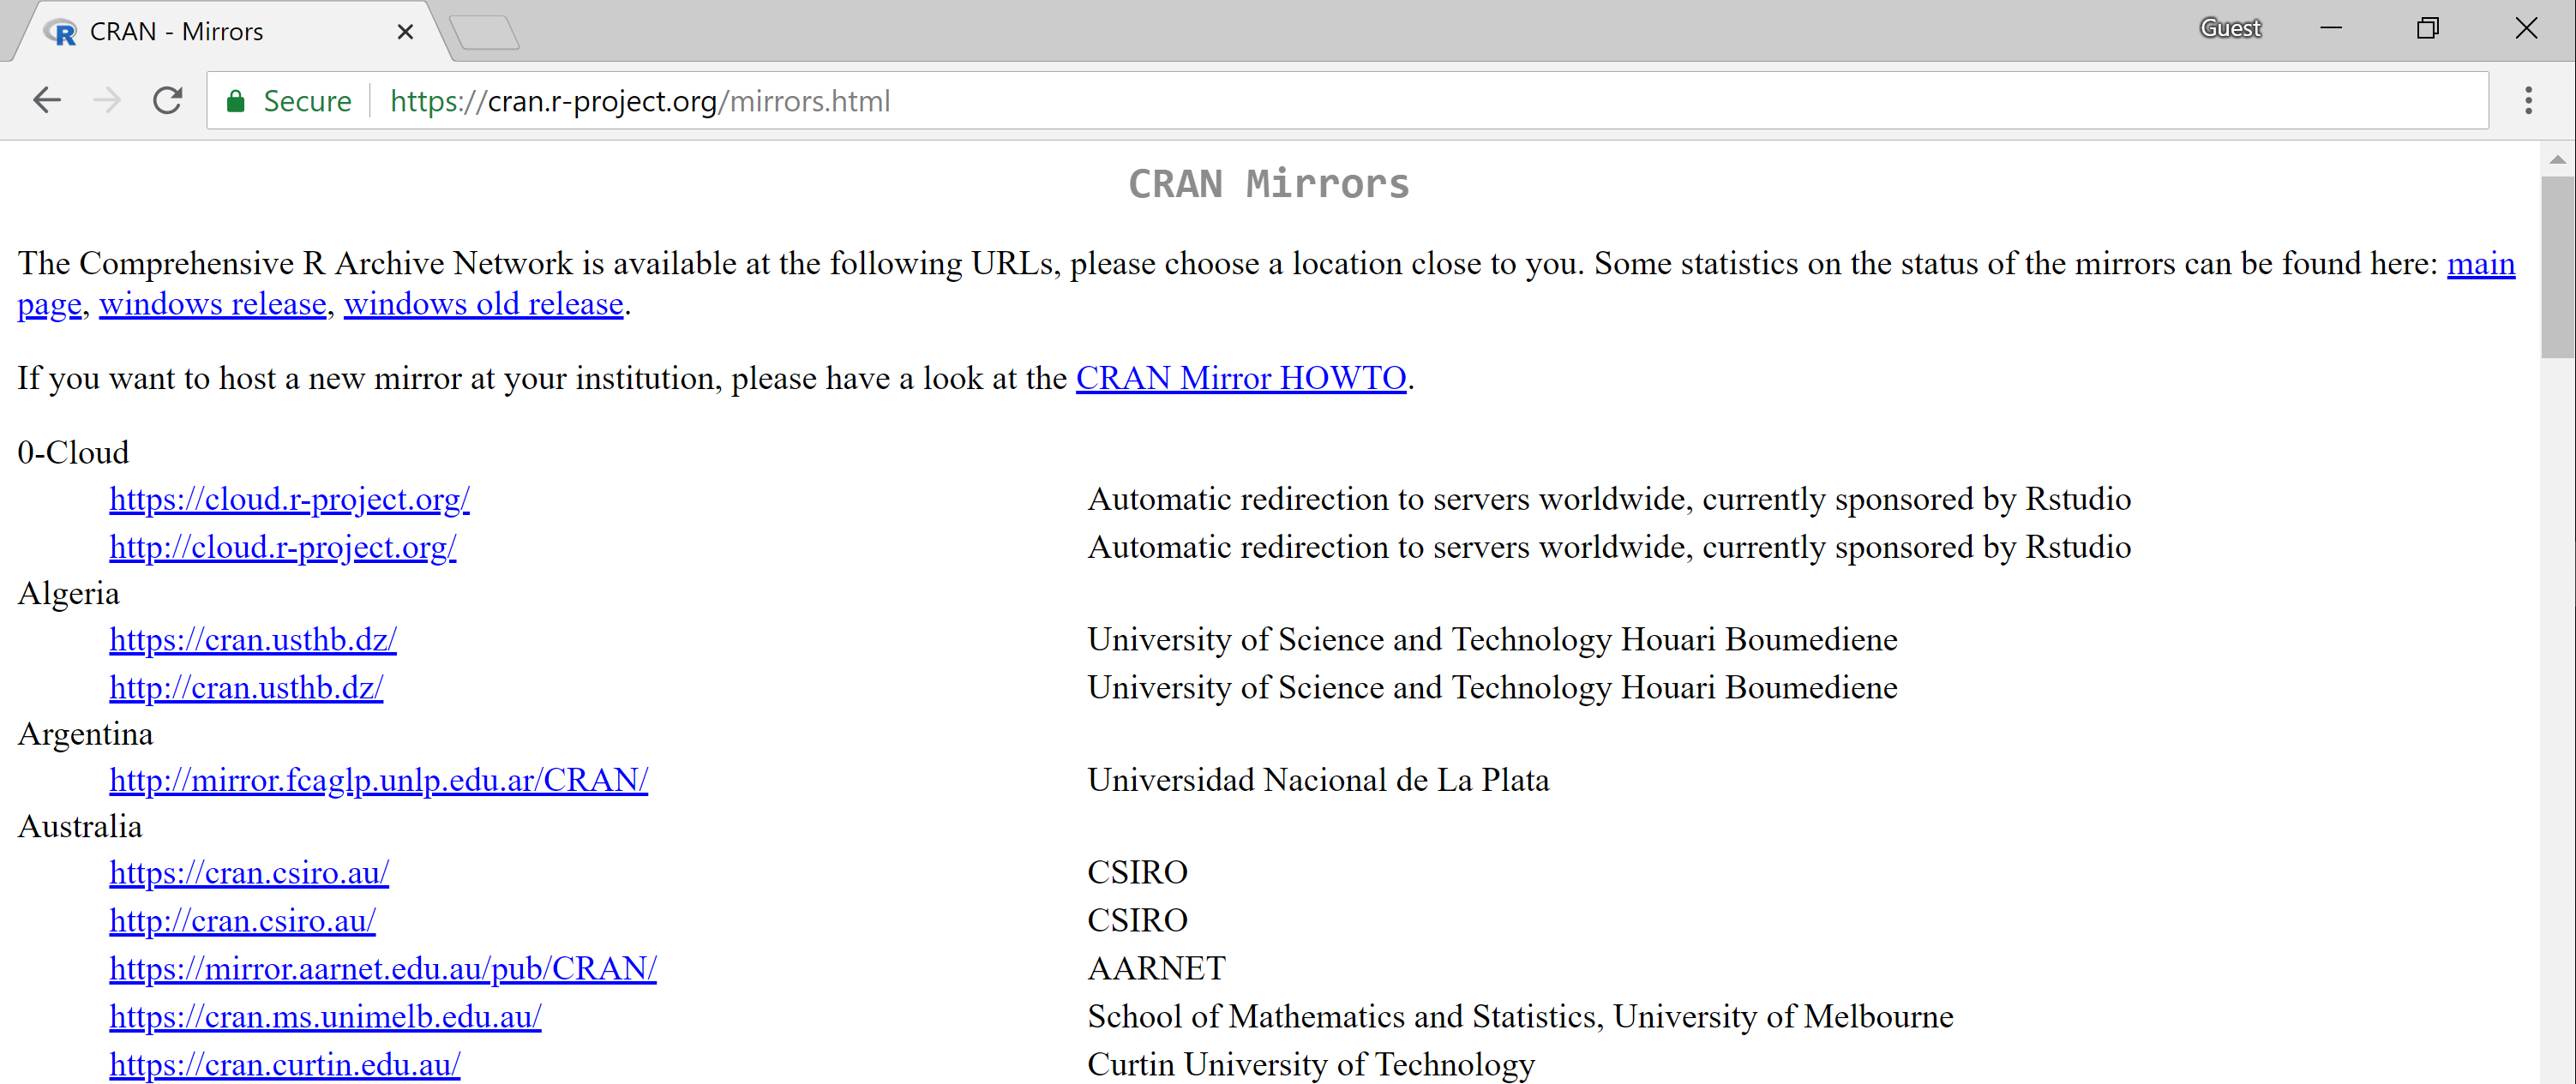 CRAN - Mirrors
Guest
Secure https://cran.r-project.org/mirrors.html
CRAN Mirrors
The Comprehensive R Archive Network is available at the following URLs, please choose a location close to you. Some statistics on the status of the mirrors can be found here: main
page, windows release, windows old release.
If you want to host a new mirror at your institution, please have a look at the CRAN Mirror HOWTO.
0-Cloud
https://cloud.r-project.org/ Automatic redirection to servers worldwide, currently sponsored by Rstudio
http://cloud.r-project.org/ Automatic redirection to servers worldwide, currently sponsored by Rstudio
Algeria
https://cran.usthb.dz/ University of Science and Technology Houari Boumediene
http://cran.usthb.dz/ University of Science and Technology Houari Boumediene
Argentina
http://mirror.fcaglp.unlp.edu.ar/CRAN/ Universidad Nacional de La Plata
Australia
https://cran.csiro.au/ CSIRO
http://cran.csiro.au/ CSIRO
https://mirror.aarnet.edu.au/pub/CRAN/ AARNET
https://cran.ms.unimelb.edu.au/ School of Mathematics and Statistics, University of Melbourne
https://cran.curtin.edu.au/ Curtin University of Technology